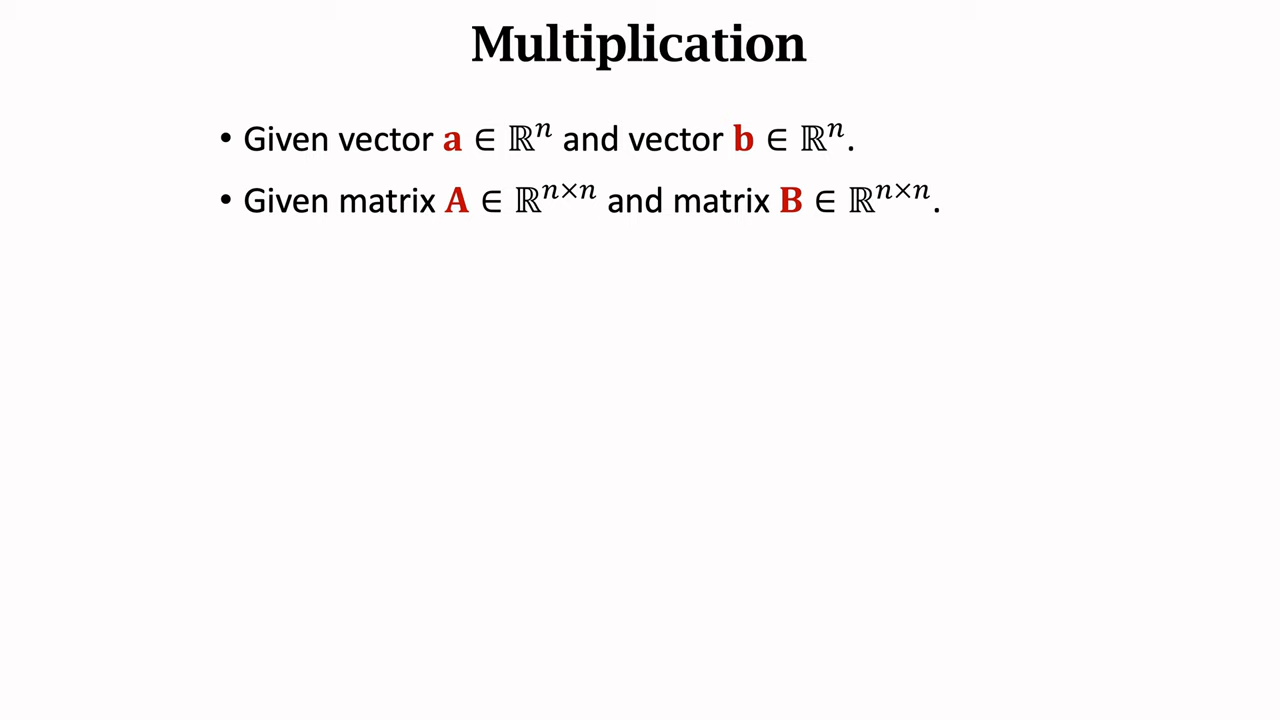 Multiplication
• Given vector a ∈ ℝⁿ and vector b ∈ ℝⁿ.
• Given matrix A ∈ ℝⁿˣⁿ and matrix B ∈ ℝⁿˣⁿ.